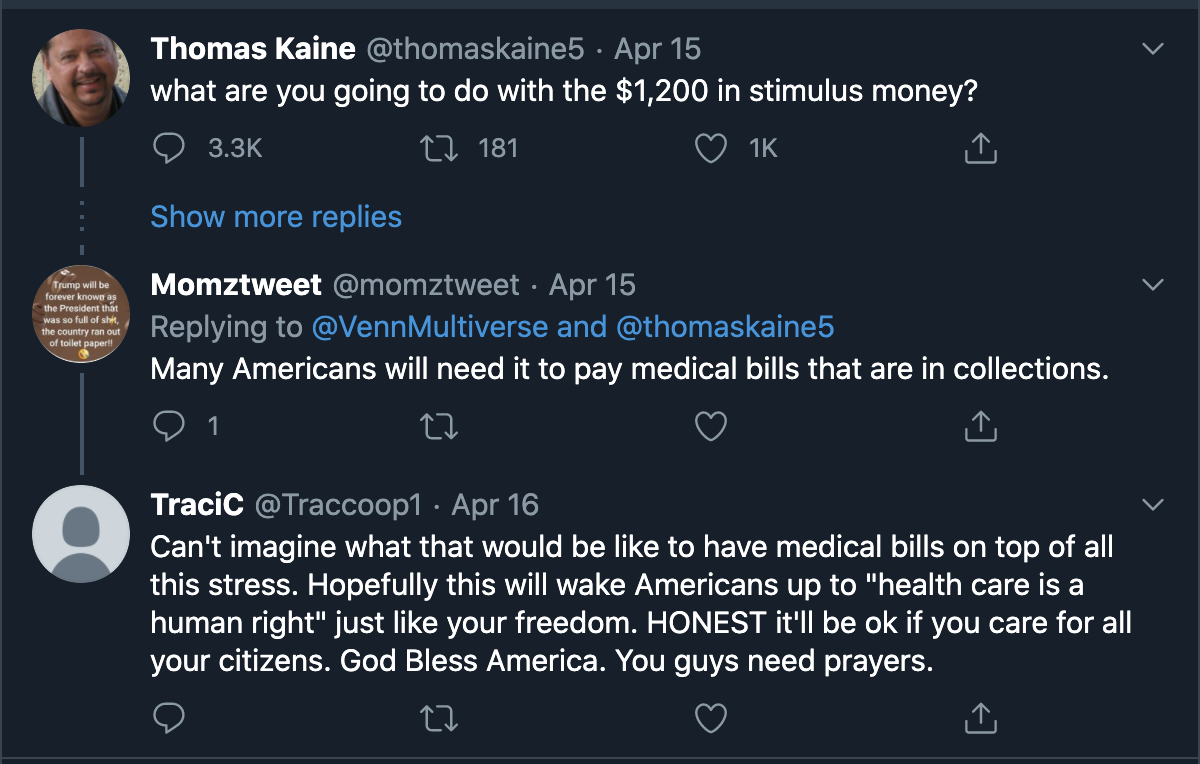 Thomas Kaine @thomaskaine5 · Apr 15
what are you going to do with the $1,200 in stimulus money?
3.3K 181 1K
Show more replies
Trump will be
forever known as
the President that
was so full of sh*t,
the country ran out
of toilet paper!!
Momztweet @momztweet · Apr 15
Replying to @VennMultiverse and @thomaskaine5
Many Americans will need it to pay medical bills that are in collections.
1
TraciC @Traccoop1 · Apr 16
Can't imagine what that would be like to have medical bills on top of all
this stress. Hopefully this will wake Americans up to "health care is a
human right" just like your freedom. HONEST it'll be ok if you care for all
your citizens. God Bless America. You guys need prayers.